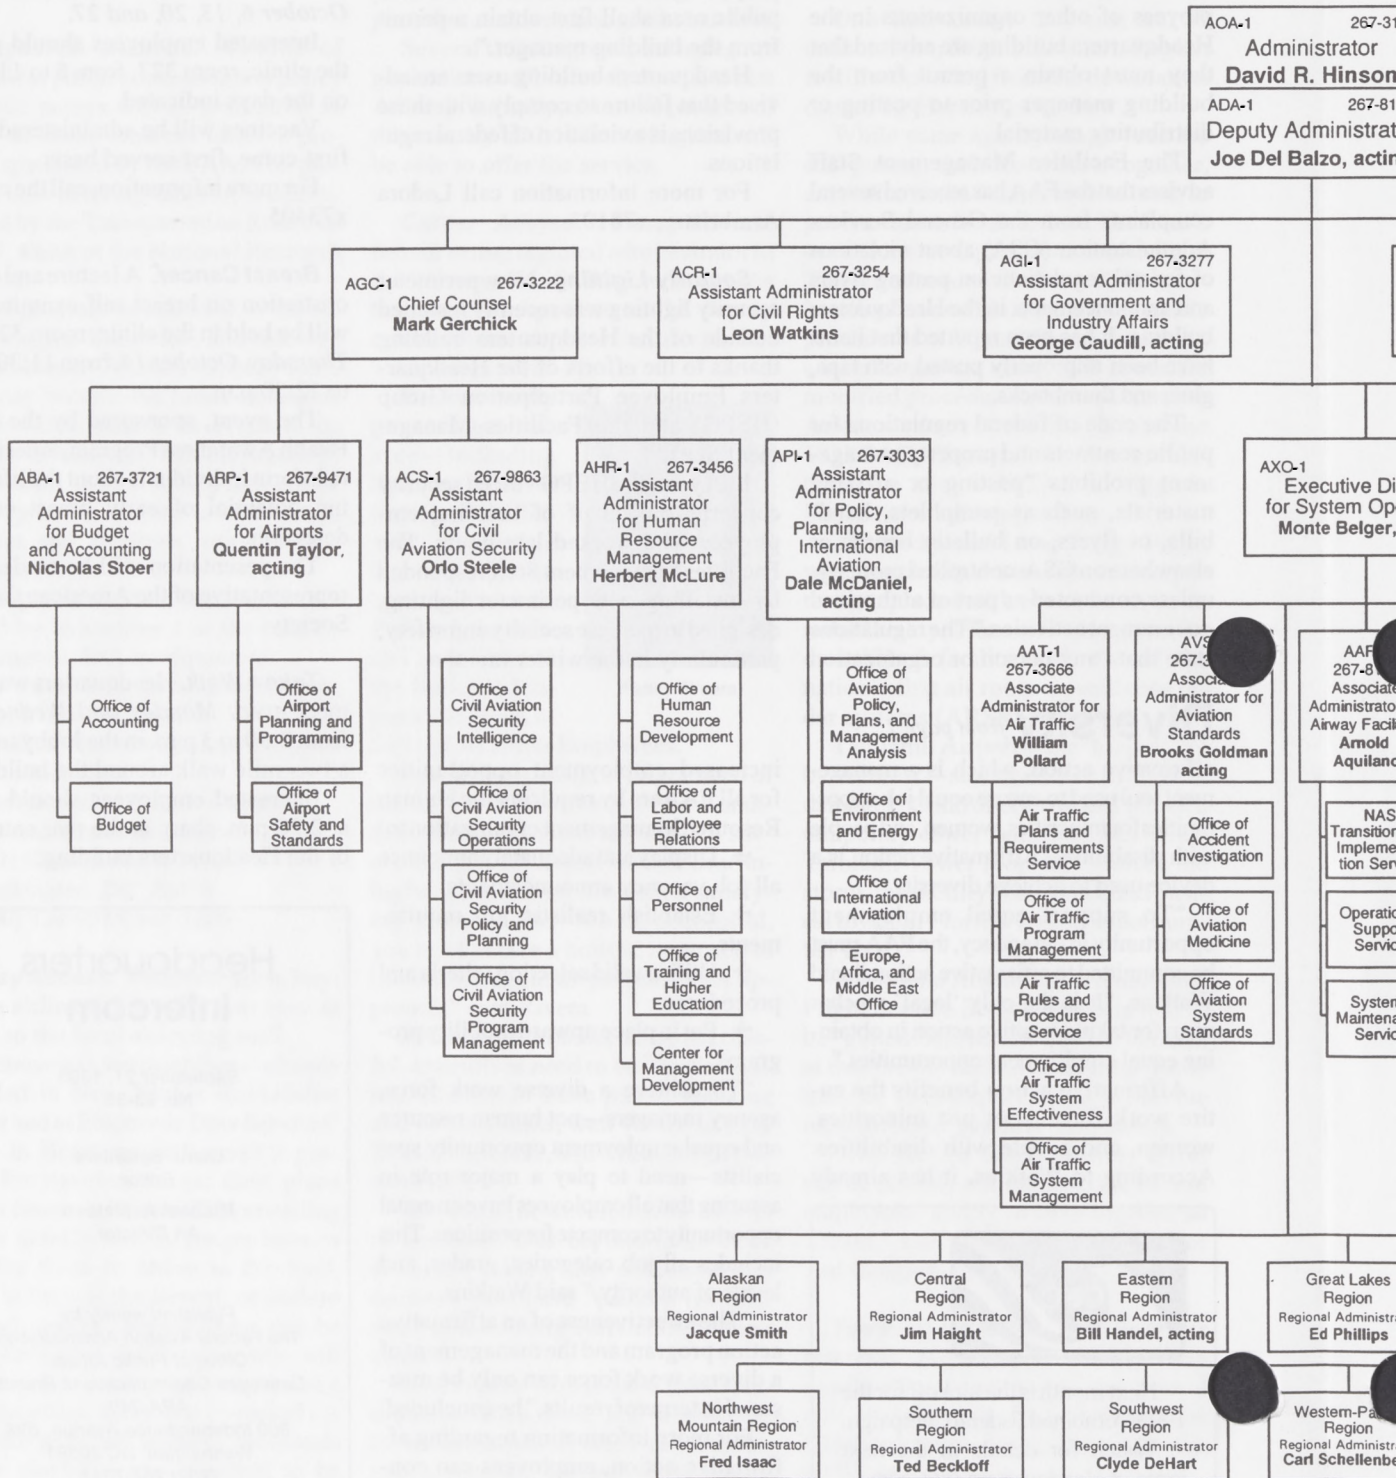 AOA-1 267-31
Administrator
David R. Hinson
ADA-1 267-81
Deputy Administrat
Joe Del Balzo, actin
AGC-1 267-3222
Chief Counsel
Mark Gerchick
ACR-1 267-3254
Assistant Administrator
for Civil Rights
Leon Watkins
AGI-1 267-3277
Assistant Administrator
for Government and
Industry Affairs
George Caudill, acting
ABA-1 267-3721
Assistant
Administrator
for Budget
and Accounting
Nicholas Stoer
ARP-1 267-9471
Assistant
Administrator
for Airports
Quentin Taylor,
acting
ACS-1 267-9863
Assistant
Administrator
for Civil
Aviation Security
Orlo Steele
AHR-1 267-3456
Assistant
Administrator
for Human
Resource
Management
Herbert McLure
API-1 267-3033
Assistant
Administrator
for Policy,
Planning, and
International
Aviation
Dale McDaniel,
acting
AXO-1
Executive Di
for System Op
Monte Belger,
Office of
Accounting
Office of
Budget
Office of
Airport
Planning and
Programming
Office of
Airport
Safety and
Standards
Office of
Civil Aviation
Security
Intelligence
Office of
Civil Aviation
Security
Operations
Office of
Civil Aviation
Security
Policy and
Planning
Office of
Civil Aviation
Security
Program
Management
Office of
Human
Resource
Development
Office of
Labor and
Employee
Relations
Office of
Personnel
Office of
Training and
Higher
Education
Center for
Management
Development
Office of
Aviation
Policy,
Plans, and
Management
Analysis
Office of
Environment
and Energy
Office of
International
Aviation
Europe,
Africa, and
Middle East
Office
AAT-1
267-3666
Associate
Administrator for
Air Traffic
William
Pollard
Air Traffic
Plans and
Requirements
Service
Office of
Air Traffic
Program
Management
Air Traffic
Rules and
Procedures
Service
Office of
Air Traffic
System
Effectiveness
Office of
Air Traffic
System
Management
AVS
267-3
Associa
Administrator for
Aviation
Standards
Brooks Goldman
acting
Office of
Accident
Investigation
Office of
Aviation
Medicine
Office of
Aviation
System
Standards
AAF
267-8
Associate
Administrato
Airway Facili
Arnold
Aquilanc
NAS
Transition
Impleme
tion Serv
Operatio
Suppo
Servic
System
Maintena
Servic
Alaskan
Region
Regional Administrator
Jacque Smith
Central
Region
Regional Administrator
Jim Haight
Eastern
Region
Regional Administrator
Bill Handel, acting
Great Lakes
Region
Regional Administra
Ed Phillips
Northwest
Mountain Region
Regional Administrator
Fred Isaac
Southern
Region
Regional Administrator
Ted Beckloff
Southwest
Region
Regional Administrator
Clyde DeHart
Western-Pa
Region
Regional Administra
Carl Schellenb